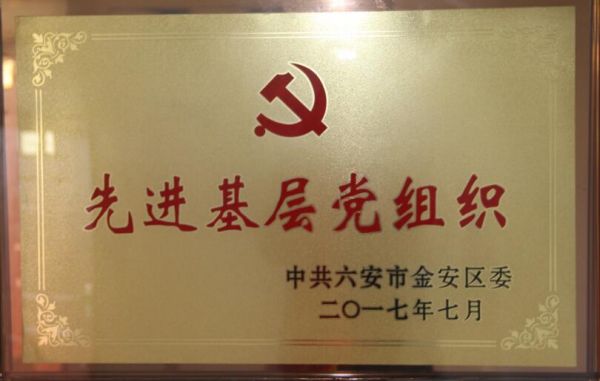 先进基层党组织
中共六安市金安区委
二〇一七年七月